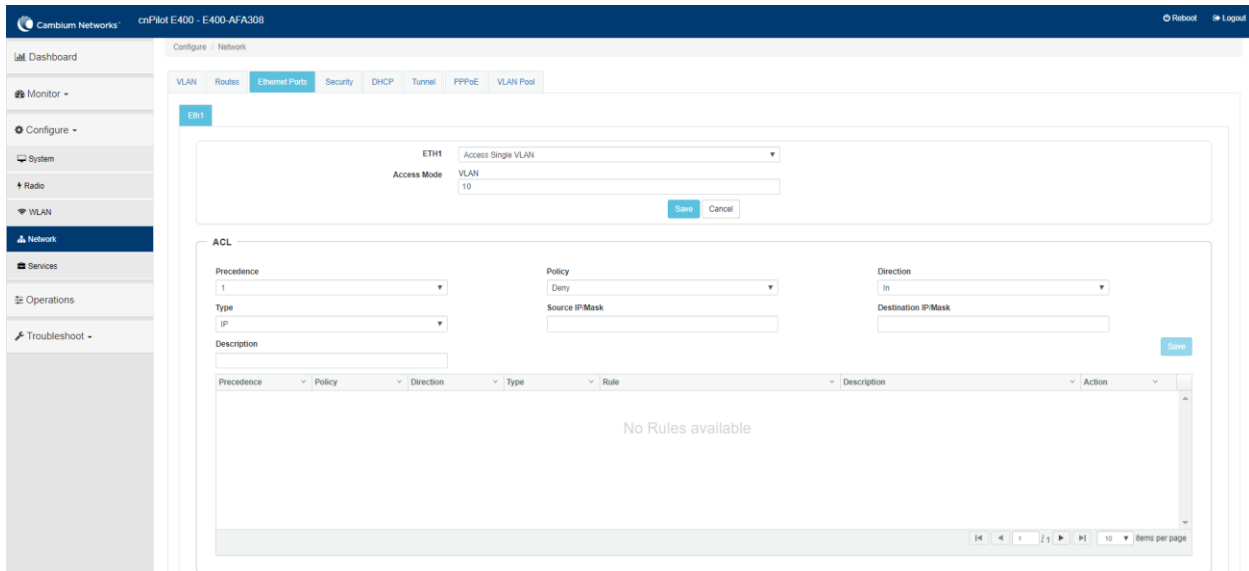 Cambium Networks™ cnPilot E400 - E400-AFA308 Reboot Logout
Dashboard
Monitor
Configure
System
Radio
WLAN
Network
Services
Operations
Troubleshoot
Configure / Network
VLAN Routes Ethernet Ports Security DHCP Tunnel PPPoE VLAN Pool
Eth1
ETH1 Access Single VLAN
Access Mode VLAN
10
Save Cancel
ACL
Precedence Policy Direction
1 Deny In
Type Source IP/Mask Destination IP/Mask
IP
Description
Save
Precedence Policy Direction Type Rule Description Action
No Rules available
1 / 1 10 items per page